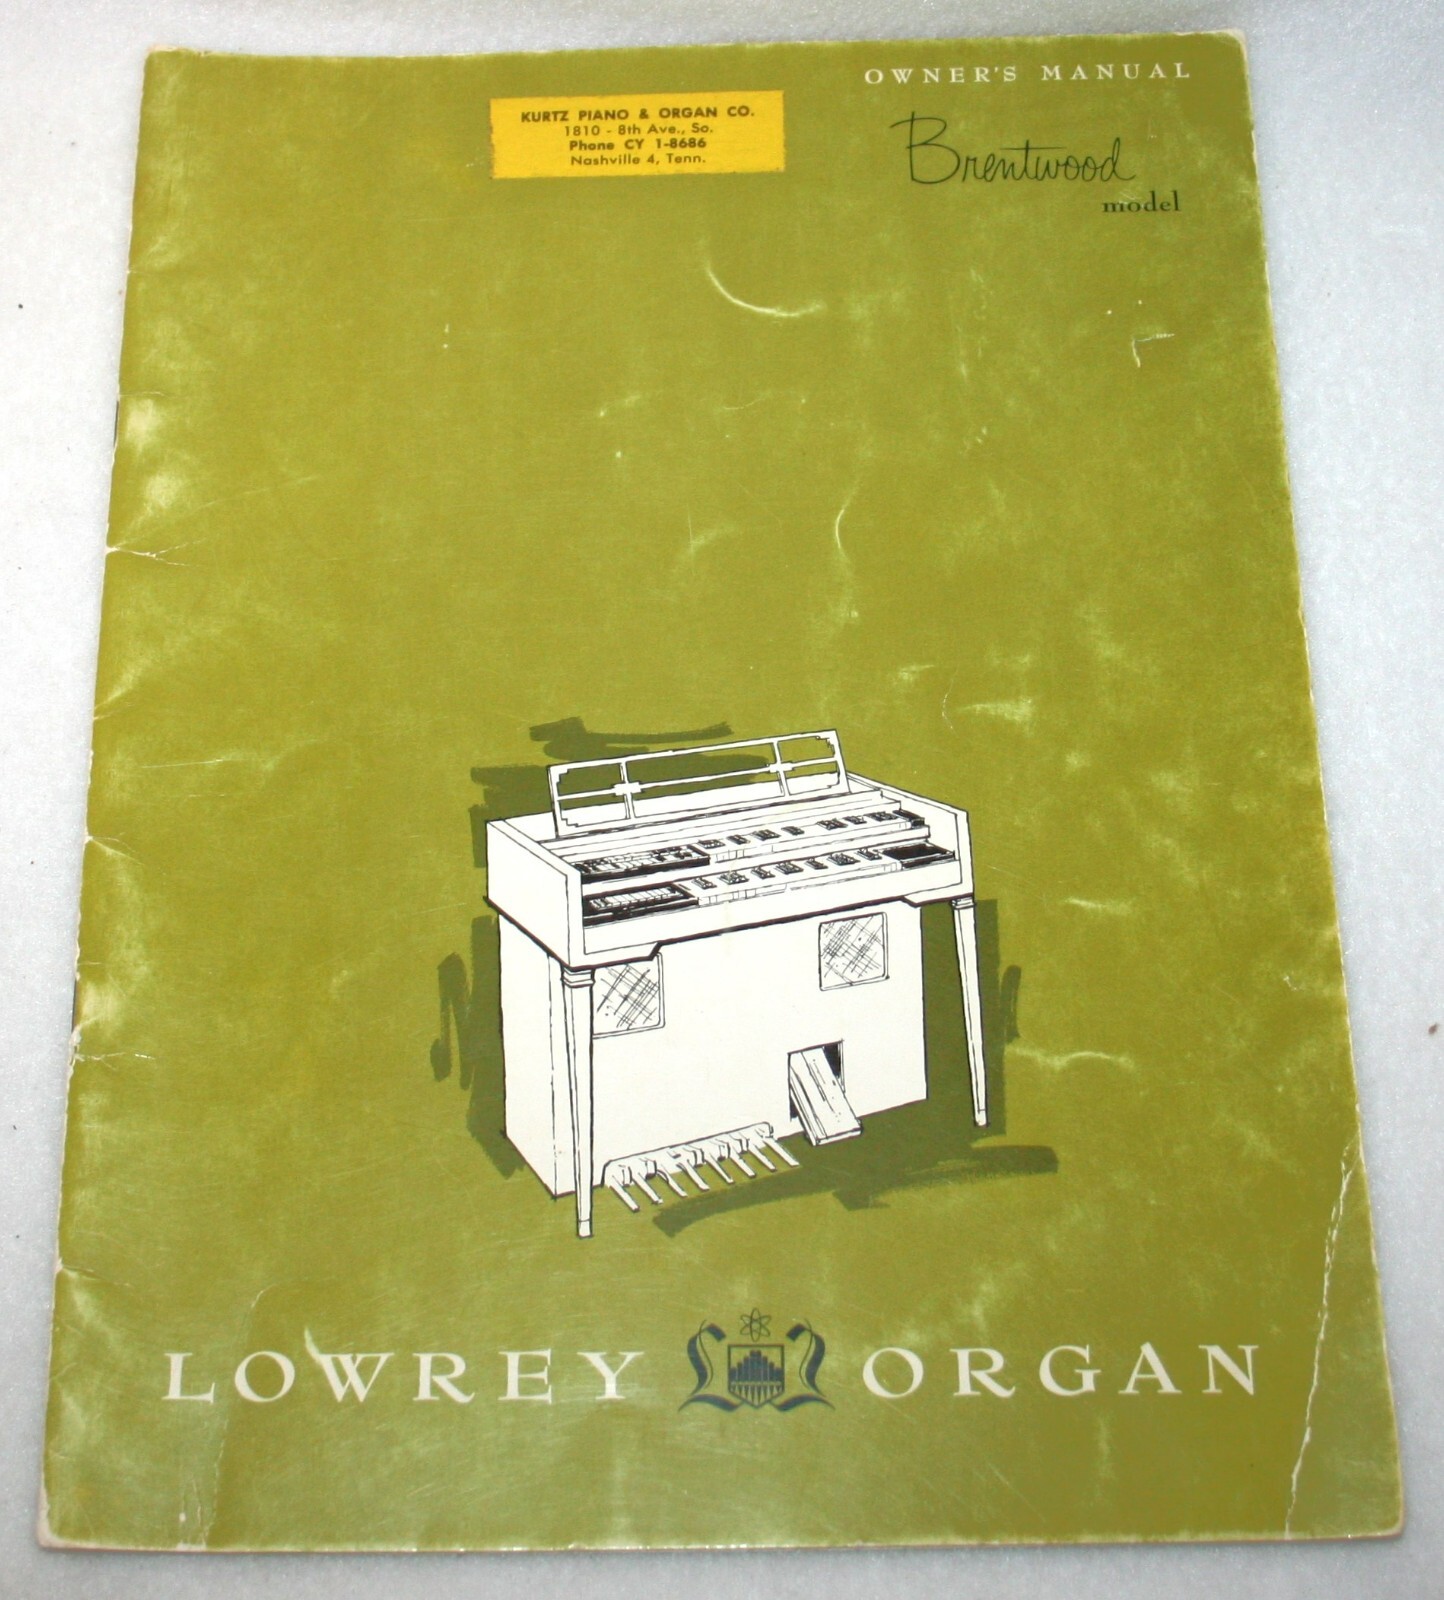 OWNER'S MANUAL
KURTZ PIANO & ORGAN CO.
1810 - 8th Ave., So.
Phone CY 1-8686
Nashville 4, Tenn.
Brentwood
model
LOWREY ORGAN